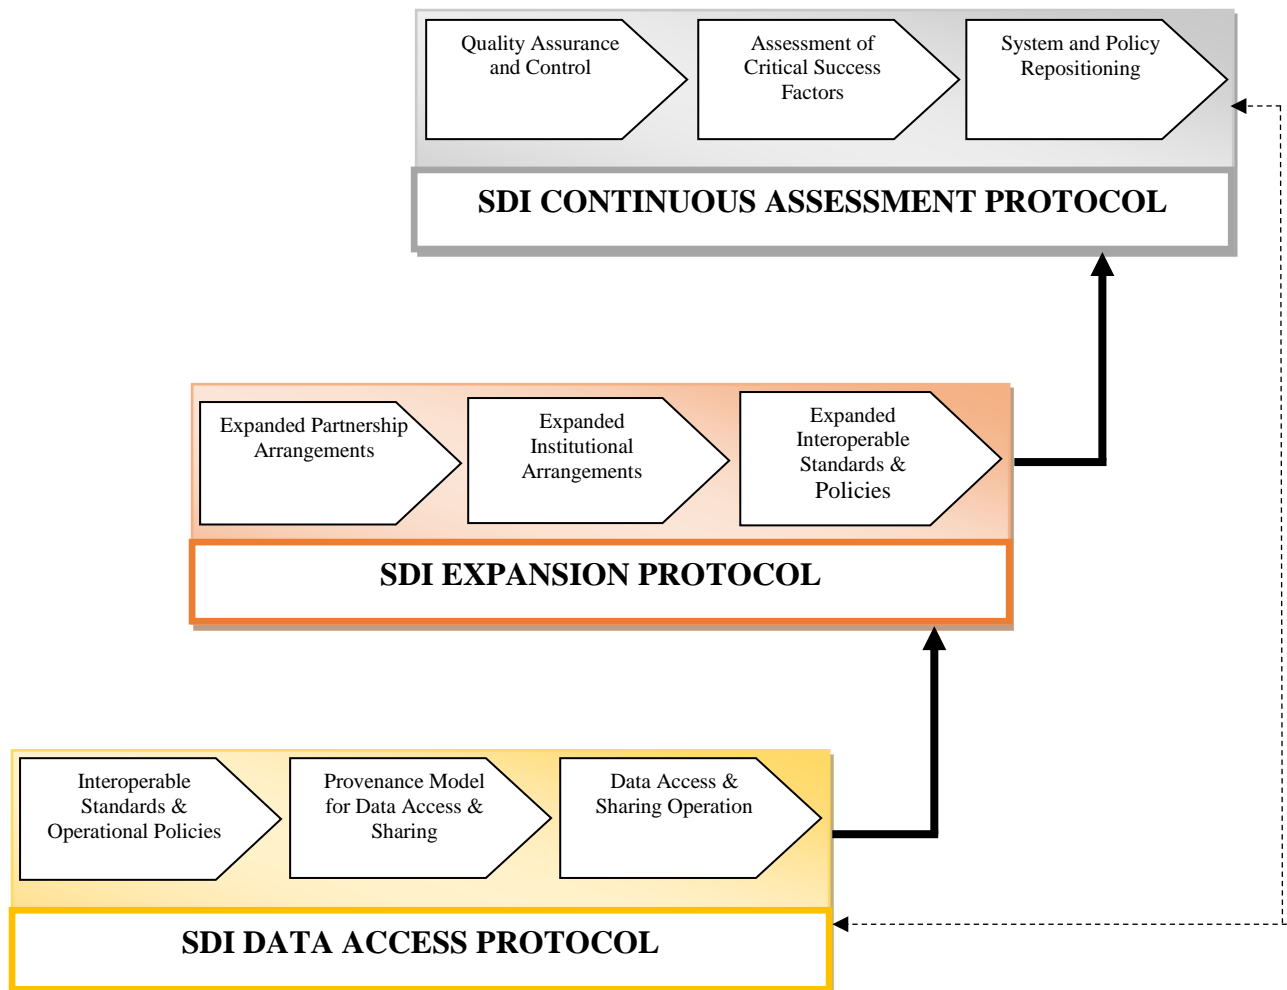 Quality Assurance
and Control
Assessment of
Critical Success
Factors
System and Policy
Repositioning
SDI CONTINUOUS ASSESSMENT PROTOCOL
Expanded Partnership
Arrangements
Expanded
Institutional
Arrangements
Expanded
Interoperable
Standards &
Policies
SDI EXPANSION PROTOCOL
Interoperable
Standards &
Operational Policies
Provenance Model
for Data Access &
Sharing
Data Access &
Sharing Operation
SDI DATA ACCESS PROTOCOL